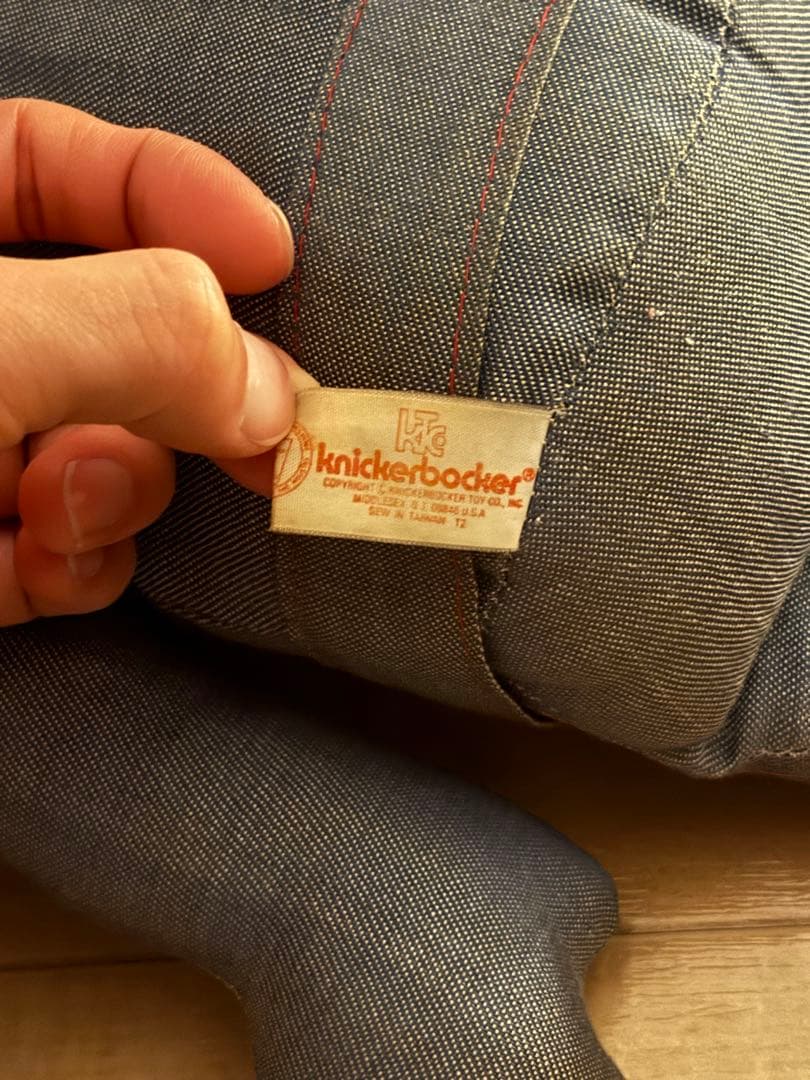 KTC
knickerbocker®
COPYRIGHT © KNICKERBOCKER TOY CO., INC
MIDDLESEX N.J. 08846 U.S.A
SEW IN TAIWAN T2